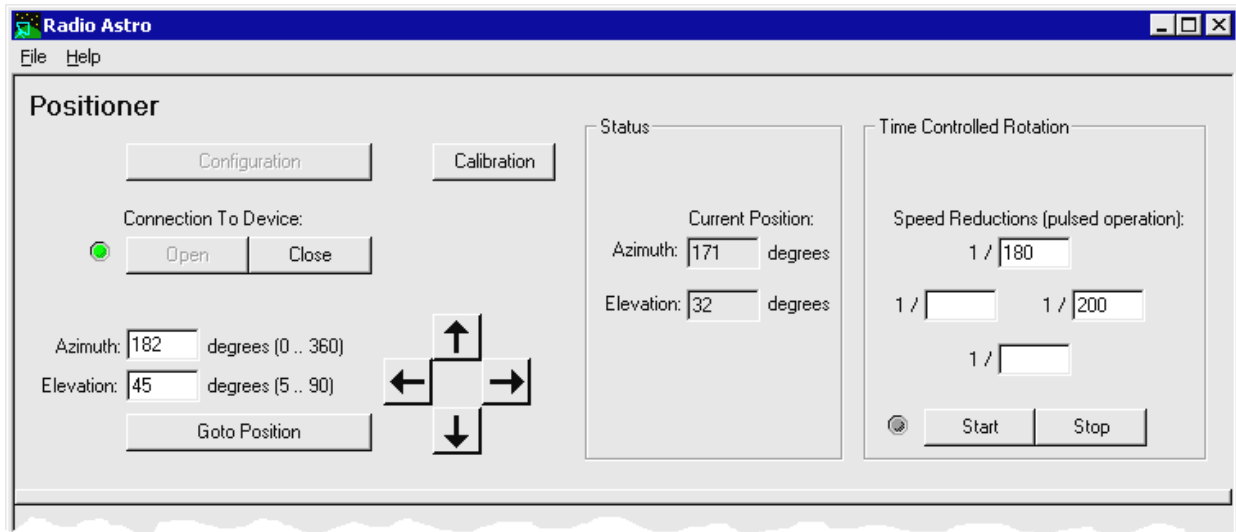 Radio Astro
File Help
Positioner
Configuration
Calibration
Connection To Device:
Open Close
Azimuth: 182 degrees (0 .. 360)
Elevation: 45 degrees (5 .. 90)
Goto Position
Status
Current Position:
Azimuth: 171 degrees
Elevation: 32 degrees
Time Controlled Rotation
Speed Reductions (pulsed operation):
1 / 180
1 / 1 / 200
1 /
Start Stop